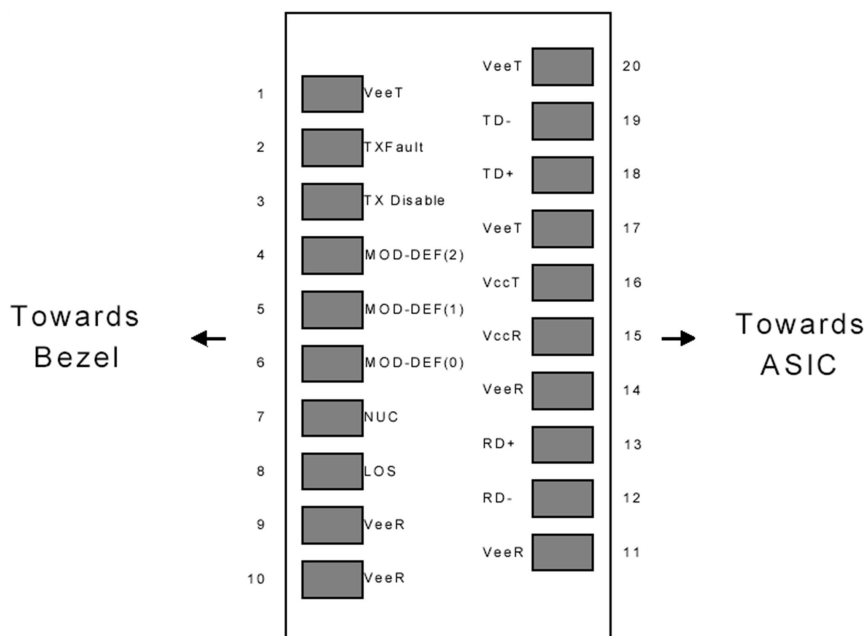 VeeT 20
1 VeeT
TD- 19
2 TXFault
TD+ 18
3 TX Disable
VeeT 17
4 MOD-DEF(2)
VccT 16
5 MOD-DEF(1)
Towards
Bezel
VccR 15
Towards
ASIC
6 MOD-DEF(0)
VeeR 14
7 NUC
RD+ 13
8 LOS
RD- 12
9 VeeR
VeeR 11
10 VeeR